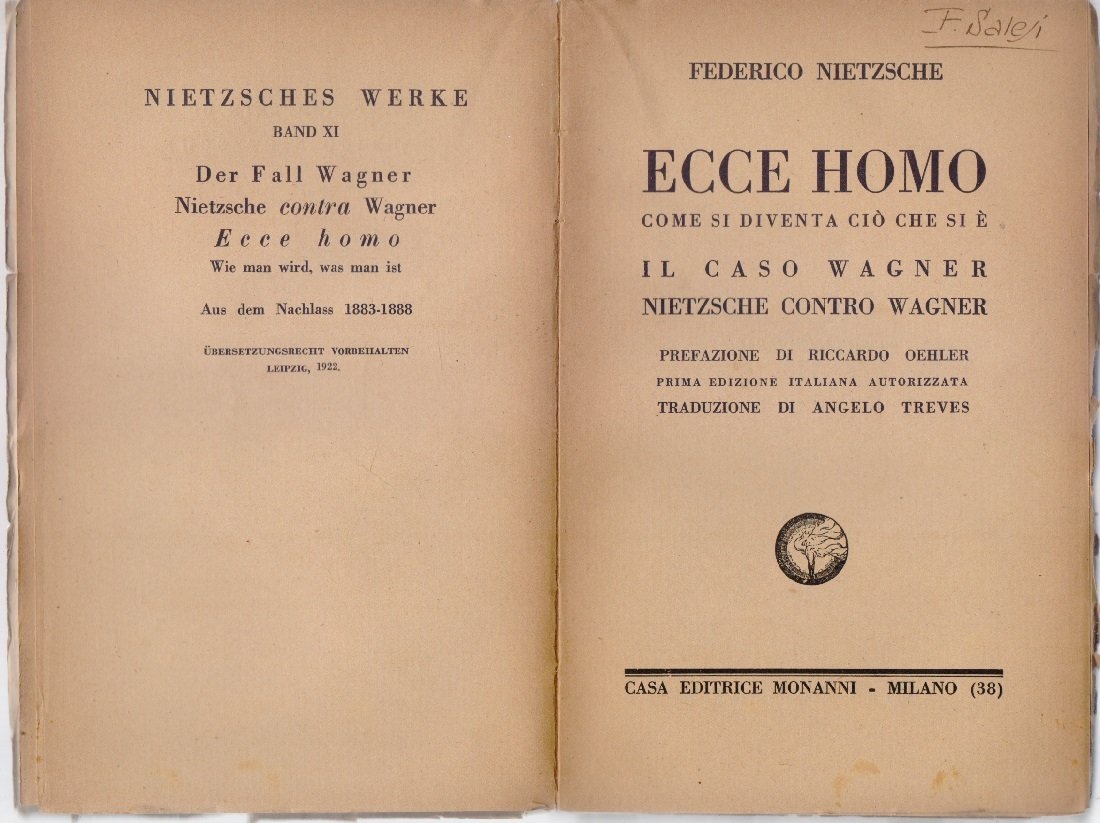 NIETZSCHES WERKE
BAND XI
Der Fall Wagner
Nietzsche contra Wagner
Ecce homo
Wie man wird, was man ist
Aus dem Nachlass 1883-1888
ÜBERSETZUNGSRECHT VORBEHALTEN
LEIPZIG, 1922.
F. Salesi
FEDERICO NIETZSCHE
ECCE HOMO
COME SI DIVENTA CIÒ CHE SI È
IL CASO WAGNER
NIETZSCHE CONTRO WAGNER
PREFAZIONE DI RICCARDO OEHLER
PRIMA EDIZIONE ITALIANA AUTORIZZATA
TRADUZIONE DI ANGELO TREVES
CASA EDITRICE MONANNI - MILANO (38)